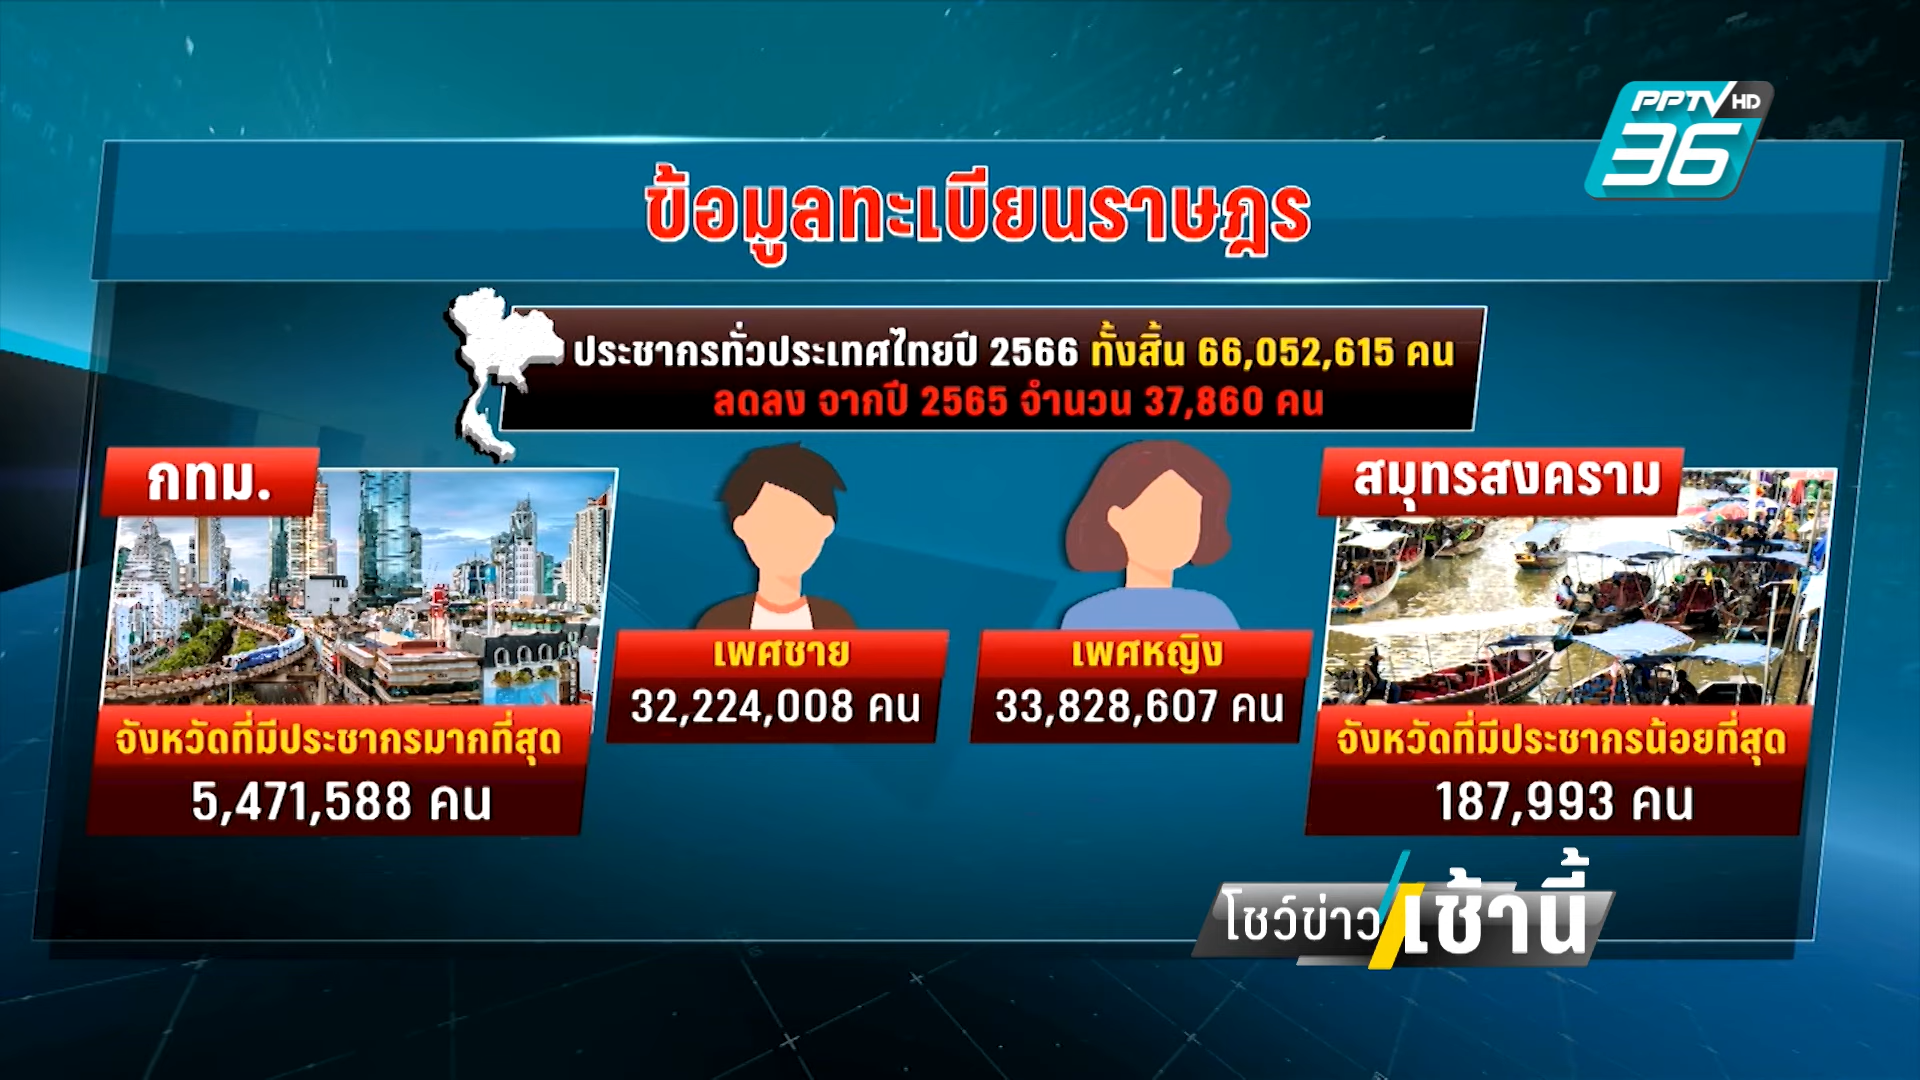 PPTV HD
36
ข้อมูลทะเบียนราษฎร
ประชากรทั่วประเทศไทยปี 2566 ทั้งสิ้น 66,052,615 คน
ลดลง จากปี 2565 จำนวน 37,860 คน
กทม.
จังหวัดที่มีประชากรมากที่สุด
5,471,588 คน
เพศชาย
32,224,008 คน
เพศหญิง
33,828,607 คน
สมุทรสงคราม
จังหวัดที่มีประชากรน้อยที่สุด
187,993 คน
โชว์ข่าวเช้านี้